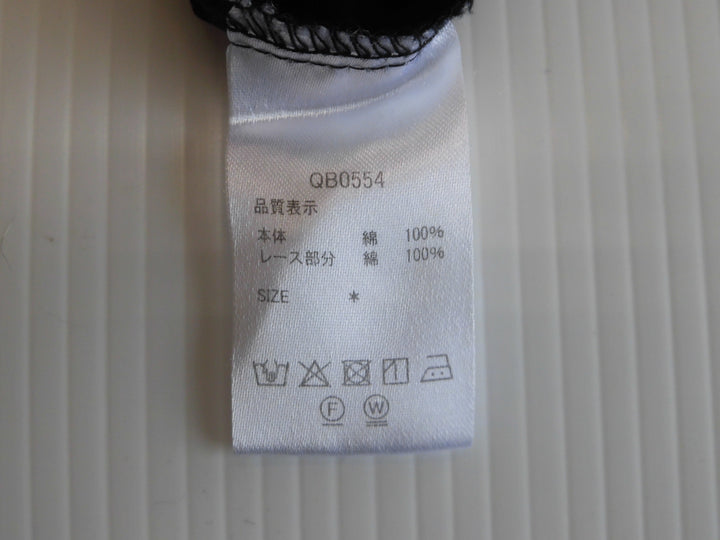 QB0554
品質表示
本体 綿 100%
レース部分 綿 100%
SIZE *
F W